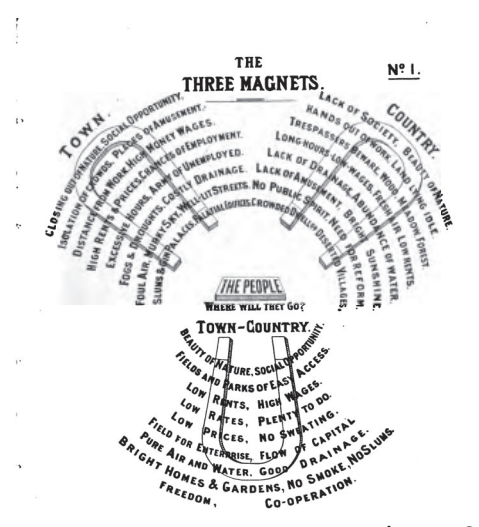 THE
THREE MAGNETS.
Nº 1.
TOWN.
CLOSING OUT OF NATURE. SOCIAL OPPORTUNITY.
ISOLATION OF CROWDS. PLACES OF AMUSEMENT.
DISTANCE FROM WORK. HIGH MONEY WAGES.
HIGH RENTS & PRICES. CHANCES OF EMPLOYMENT.
EXCESSIVE HOURS. ARMY OF UNEMPLOYED.
FOGS & DROUGHTS. COSTLY DRAINAGE.
FOUL AIR. MURKY SKY. WELL-LIT STREETS.
SLUMS & GIN PALACES. PALATIAL EDIFICES.
COUNTRY.
LACK OF SOCIETY. BEAUTY OF NATURE.
HANDS OUT OF WORK. LAND LYING IDLE.
TRESPASSERS BEWARE. WOOD, MEADOW, FOREST.
LONG HOURS-LOW WAGES. FRESH AIR. LOW RENTS.
LACK OF DRAINAGE. ABUNDANCE OF WATER.
LACK OF AMUSEMENT. BRIGHT SUNSHINE.
NO PUBLIC SPIRIT. NEED FOR REFORM.
CROWDED DWELLINGS. DESERTED VILLAGES.
THE PEOPLE
WHERE WILL THEY GO?
TOWN-COUNTRY.
BEAUTY OF NATURE, SOCIAL OPPORTUNITY.
FIELDS AND PARKS OF EASY ACCESS.
LOW RENTS, HIGH WAGES.
LOW RATES, PLENTY TO DO.
LOW PRICES, NO SWEATING.
FIELD FOR ENTERPRISE, FLOW OF CAPITAL
PURE AIR AND WATER. GOOD DRAINAGE.
BRIGHT HOMES & GARDENS, NO SMOKE, NO SLUMS.
FREEDOM, CO-OPERATION.